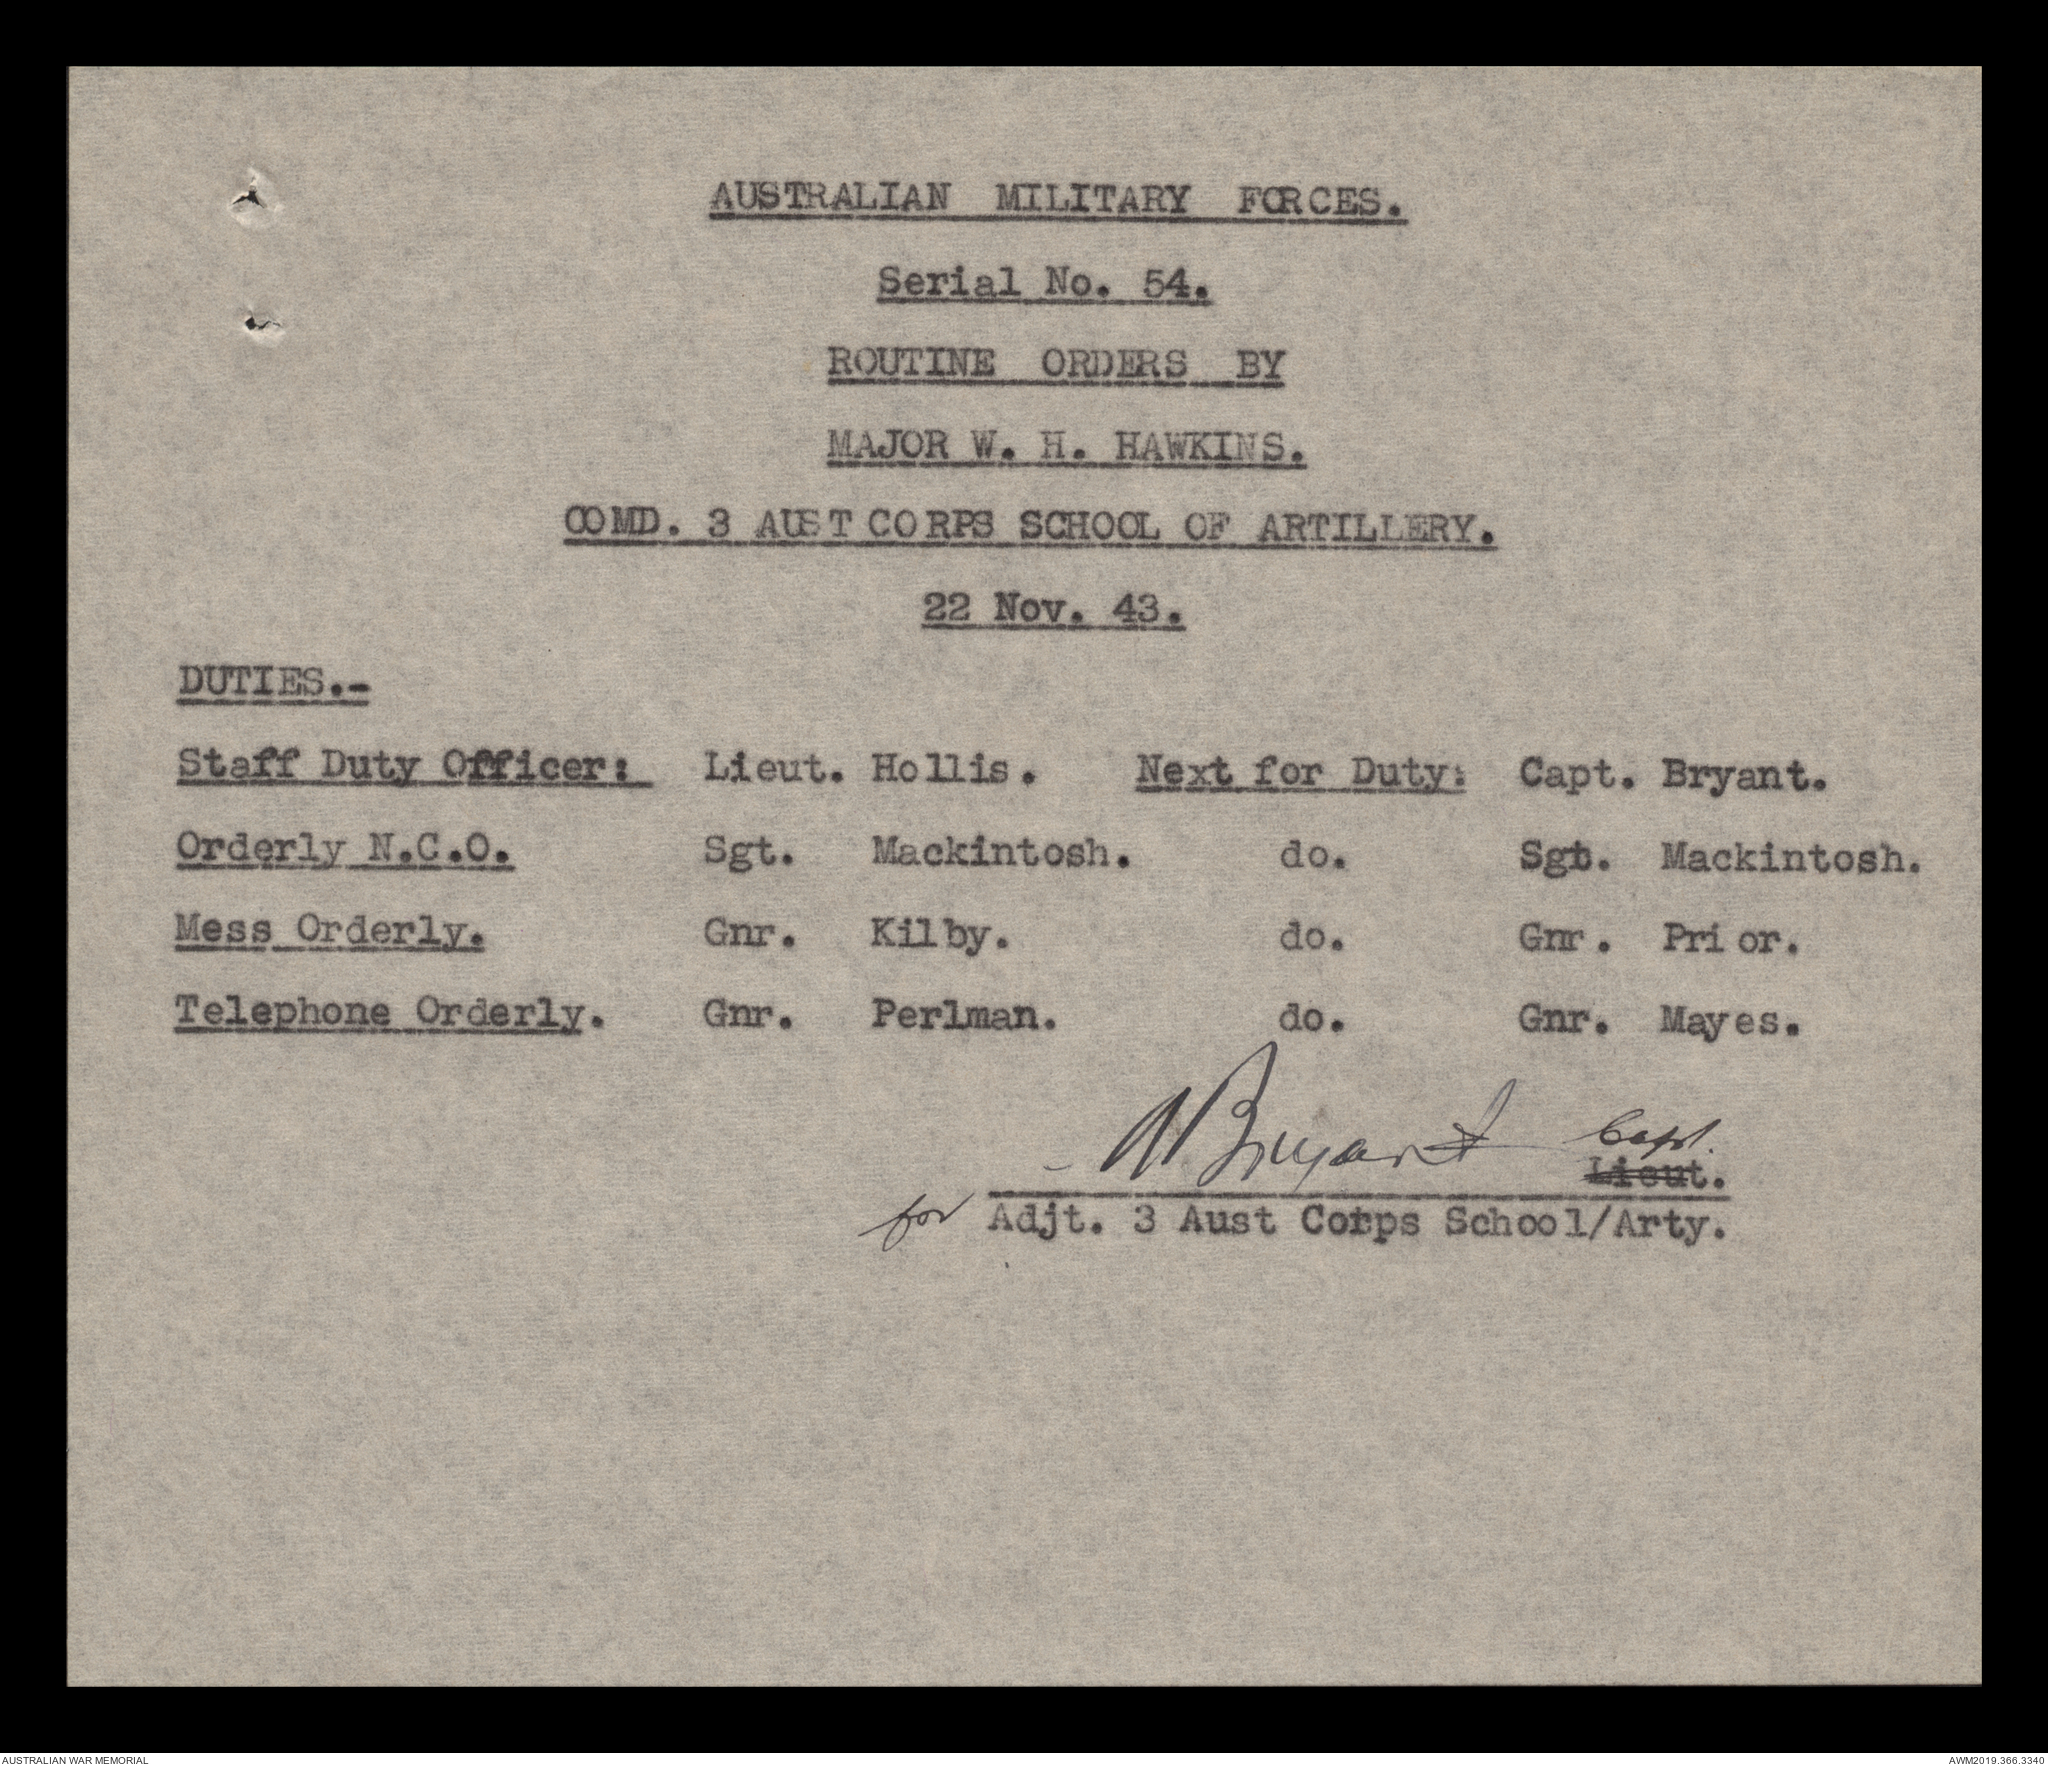 AUSTRALIAN MILITARY FORCES.
Serial No. 54.
ROUTINE ORDERS BY
MAJOR W. H. HAWKINS.
COMD. 3 AUST CORPS SCHOOL OF ARTILLERY.
22 Nov. 43.
DUTIES.-
Staff Duty Officer: Lieut. Hollis. Next for Duty: Capt. Bryant.
Orderly N.C.O. Sgt. Mackintosh. do. Sgt. Mackintosh.
Mess Orderly. Gnr. Kilby. do. Gnr. Prior.
Telephone Orderly. Gnr. Perlman. do. Gnr. Mayes.
Bryant Capt.
Lieut.
for Adjt. 3 Aust Corps School/Arty.
AUSTRALIAN WAR MEMORIAL AWM2019.366.3340